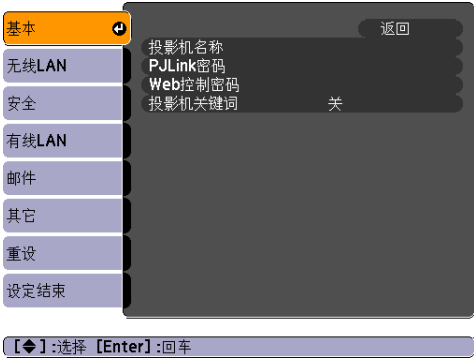 基本
无线LAN
安全
有线LAN
邮件
其它
重设
设定结束
返回
投影机名称
PJLink密码
Web控制密码
投影机关键词 关
[◆]:选择 [Enter]:回车